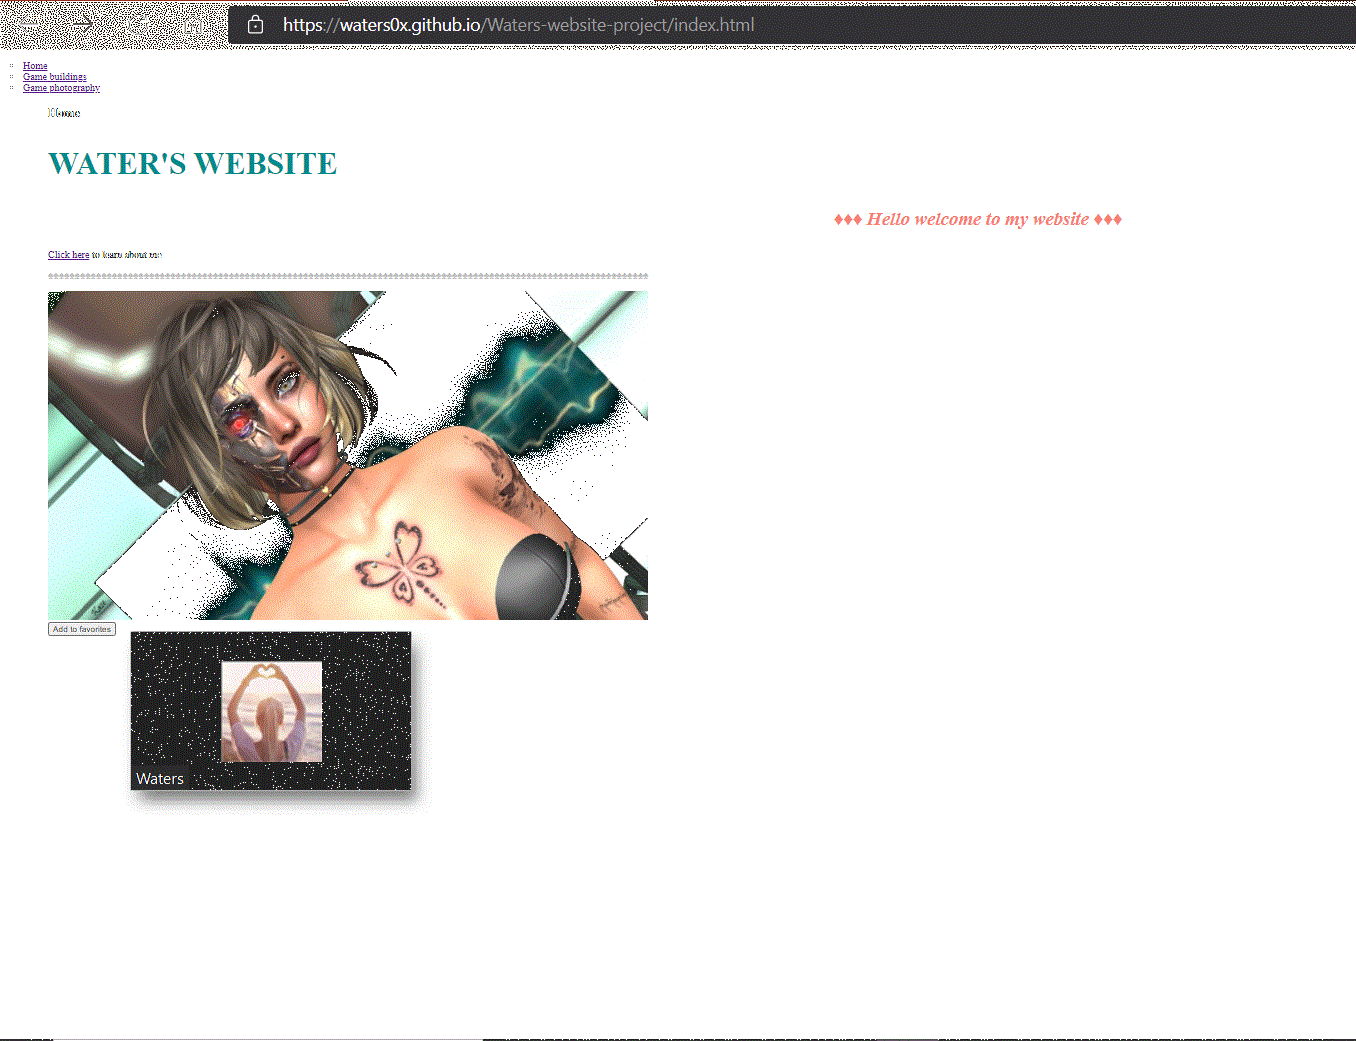 https://waters0x.github.io/Waters-website-project/index.html
Home
Game buildings
Game photography
Home
WATER'S WEBSITE
♦♦♦ Hello welcome to my website ♦♦♦
Click here to learn about me
Add to favorites
Waters